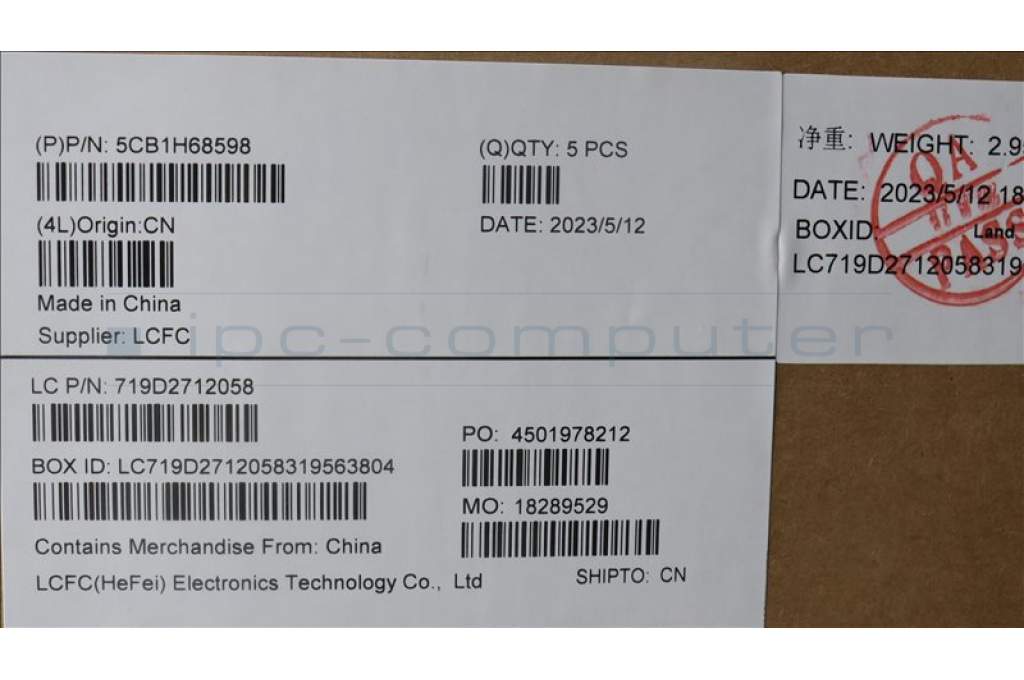 (P)P/N: 5CB1H68598
(Q)QTY: 5 PCS
(4L)Origin:CN
DATE: 2023/5/12
Made in China
Supplier: LCFC
净重: WEIGHT: 2.9
DATE: 2023/5/12 18
BOXID: Land
LC719D2712058319
QA
PASS
ipc-computer
LC P/N: 719D2712058
PO: 4501978212
BOX ID: LC719D2712058319563804
MO: 18289529
Contains Merchandise From: China
LCFC(HeFei) Electronics Technology Co., Ltd
SHIPTO: CN